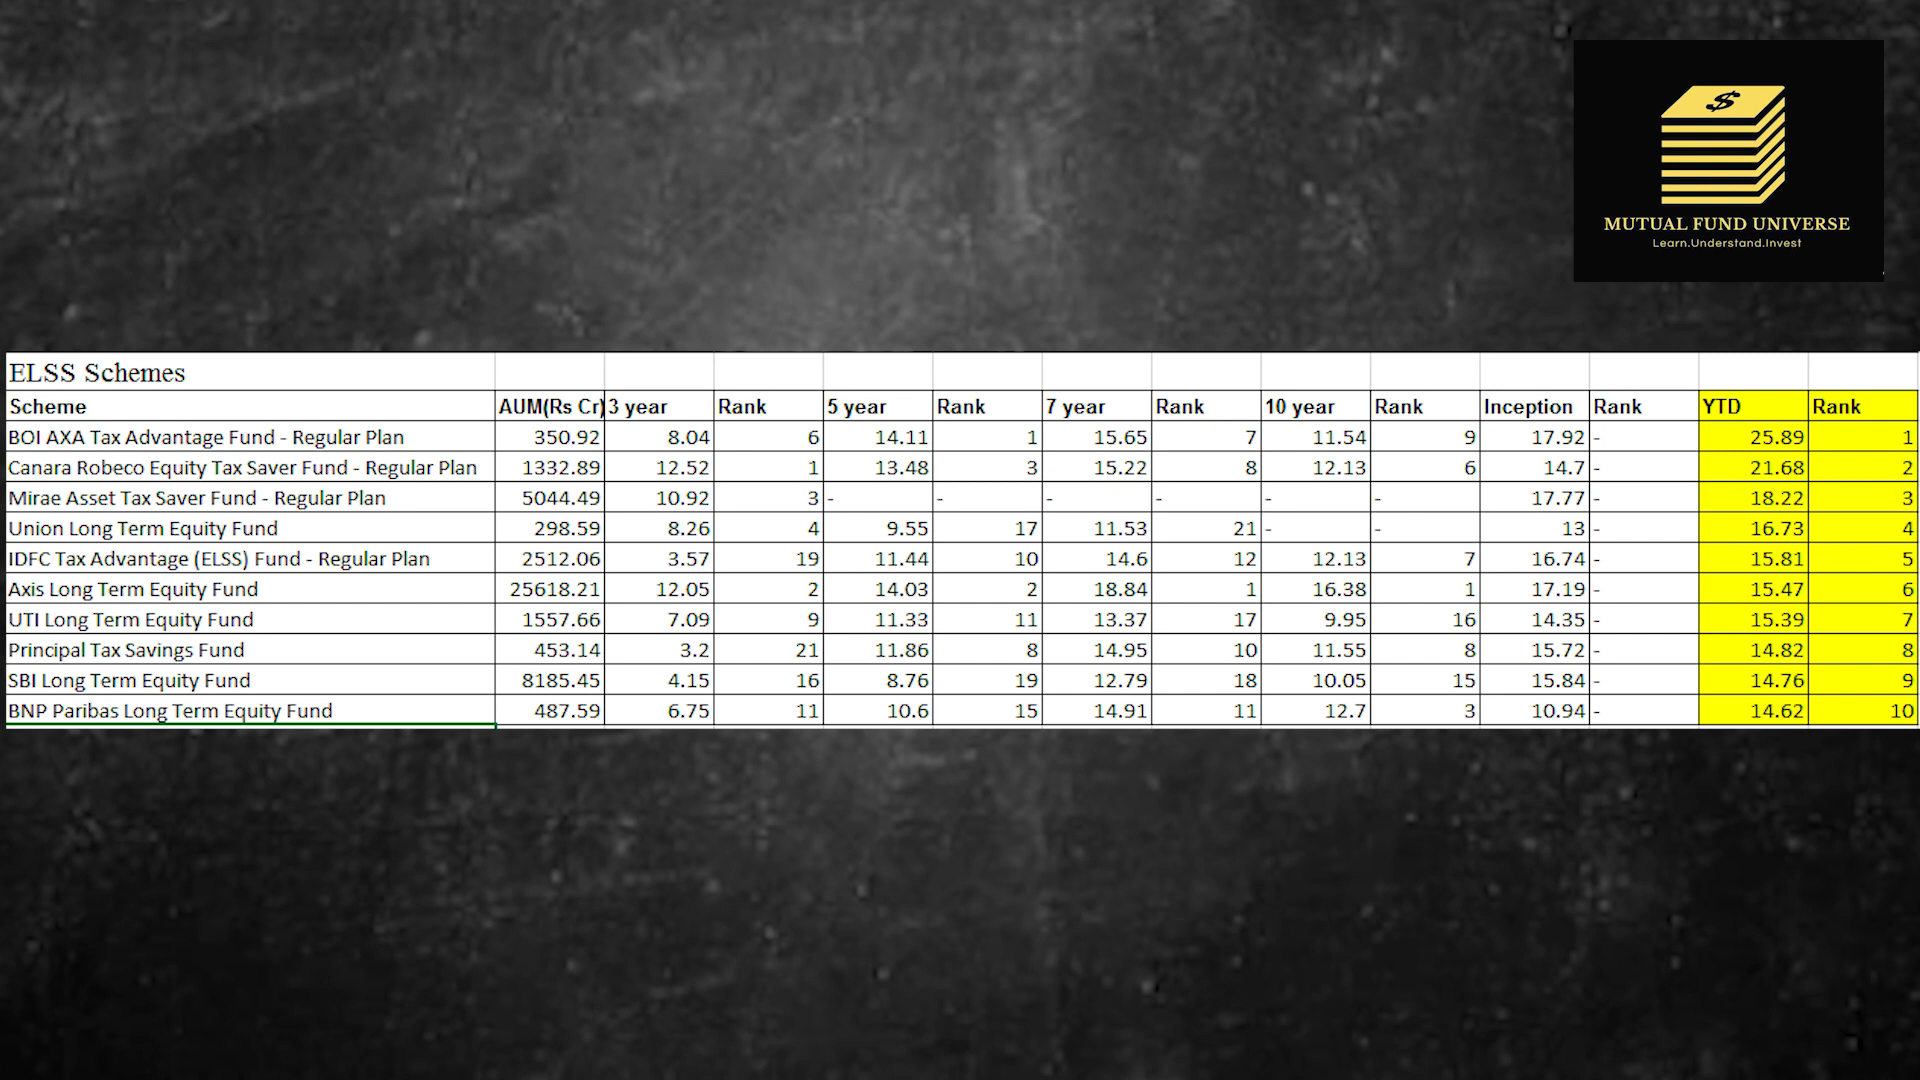 $
MUTUAL FUND UNIVERSE
Learn.Understand.Invest
ELSS Schemes
Scheme AUM(Rs Cr) 3 year Rank 5 year Rank 7 year Rank 10 year Rank Inception Rank YTD Rank
BOI AXA Tax Advantage Fund - Regular Plan 350.92 8.04 6 14.11 1 15.65 7 11.54 9 17.92 - 25.89 1
Canara Robeco Equity Tax Saver Fund - Regular Plan 1332.89 12.52 1 13.48 3 15.22 8 12.13 6 14.7 - 21.68 2
Mirae Asset Tax Saver Fund - Regular Plan 5044.49 10.92 3 - - - - - - 17.77 - 18.22 3
Union Long Term Equity Fund 298.59 8.26 4 9.55 17 11.53 21 - - 13 - 16.73 4
IDFC Tax Advantage (ELSS) Fund - Regular Plan 2512.06 3.57 19 11.44 10 14.6 12 12.13 7 16.74 - 15.81 5
Axis Long Term Equity Fund 25618.21 12.05 2 14.03 2 18.84 1 16.38 1 17.19 - 15.47 6
UTI Long Term Equity Fund 1557.66 7.09 9 11.33 11 13.37 17 9.95 16 14.35 - 15.39 7
Principal Tax Savings Fund 453.14 3.2 21 11.86 8 14.95 10 11.55 8 15.72 - 14.82 8
SBI Long Term Equity Fund 8185.45 4.15 16 8.76 19 12.79 18 10.05 15 15.84 - 14.76 9
BNP Paribas Long Term Equity Fund 487.59 6.75 11 10.6 15 14.91 11 12.7 3 10.94 - 14.62 10